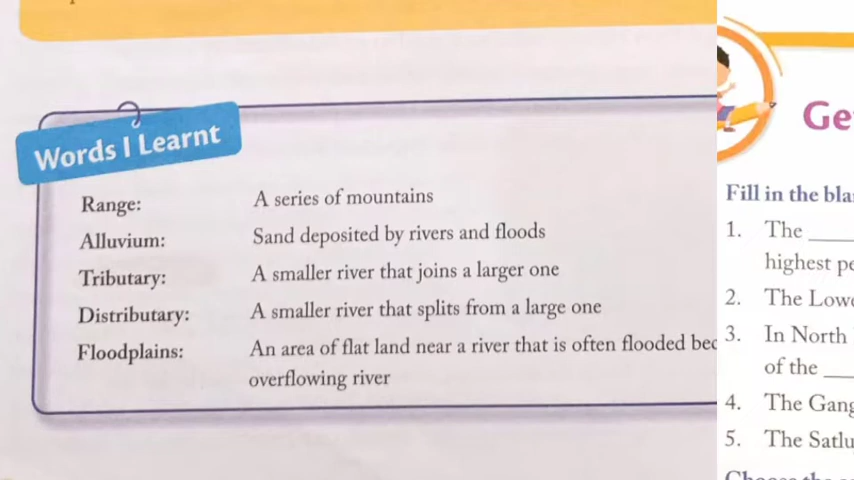 Words I Learnt
Range: A series of mountains
Alluvium: Sand deposited by rivers and floods
Tributary: A smaller river that joins a larger one
Distributary: A smaller river that splits from a large one
Floodplains: An area of flat land near a river that is often flooded
overflowing river
Fill in the
1. The ____
highest
2. The
3. In North
of the ____
4. The
5. The